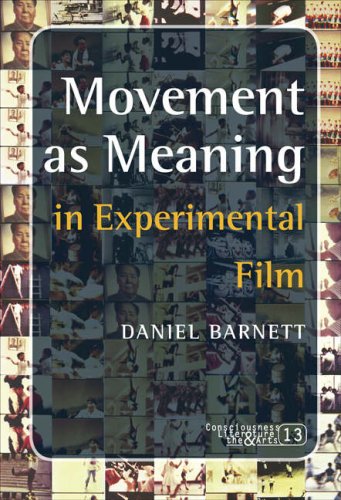 Movement
as Meaning
in Experimental
Film
DANIEL BARNETT
Consciousness
Literature
the & Arts
13